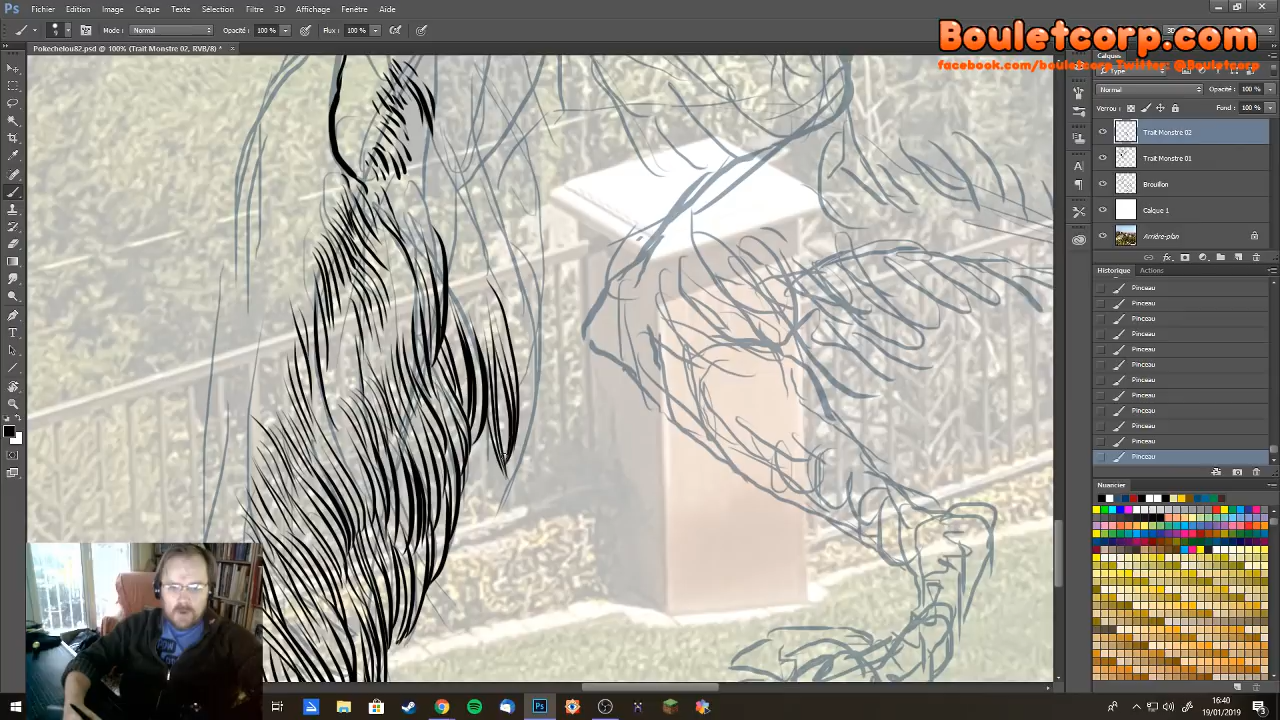 Ps Fichier Edition Image Calque Texte Sélection Filtre 3D Affichage Fenêtre Aide
Mode : Normal Opacité : 100 % Flux : 100 %
Bouletcorp.com
facebook.com/bouletcorp Twitter: @Bouletcorp
Pokechelou82.psd @ 100% (Trait Monstre 02, RVB/8) *
Calques
Type
Normal Opacité : 100 %
Verrou : Fond : 100 %
Trait Monstre 02
Trait Monstre 01
Brouillon
Calque 1
Arrière-plan
Historique Actions
Pinceau
Pinceau
Pinceau
Pinceau
Pinceau
Pinceau
Pinceau
Pinceau
Pinceau
Pinceau
Pinceau
Pinceau
Nuancier
16:40
19/01/2019